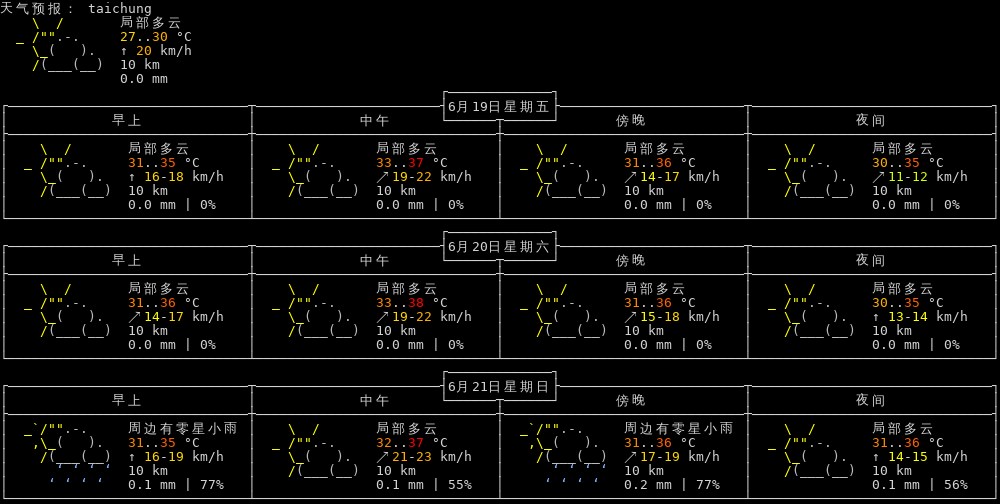 天气预报： taichung
局部多云
27..30 °C
↑ 20 km/h
10 km
0.0 mm
6月19日星期五
早上 中午 傍晚 夜间
局部多云 局部多云 局部多云 局部多云
31..35 °C 33..37 °C 31..36 °C 30..35 °C
↑ 16-18 km/h ↗19-22 km/h ↗14-17 km/h ↗11-12 km/h
10 km 10 km 10 km 10 km
0.0 mm | 0% 0.0 mm | 0% 0.0 mm | 0% 0.0 mm | 0%
6月20日星期六
早上 中午 傍晚 夜间
局部多云 局部多云 局部多云 局部多云
31..36 °C 33..38 °C 31..36 °C 30..35 °C
↗14-17 km/h ↗19-22 km/h ↗15-18 km/h ↑ 13-14 km/h
10 km 10 km 10 km 10 km
0.0 mm | 0% 0.0 mm | 0% 0.0 mm | 0% 0.0 mm | 0%
6月21日星期日
早上 中午 傍晚 夜间
周边有零星小雨 局部多云 周边有零星小雨 局部多云
31..35 °C 32..37 °C 31..36 °C 31..36 °C
↑ 16-19 km/h ↗21-23 km/h ↗17-19 km/h ↑ 14-15 km/h
10 km 10 km 10 km 10 km
0.1 mm | 77% 0.1 mm | 55% 0.2 mm | 77% 0.1 mm | 56%